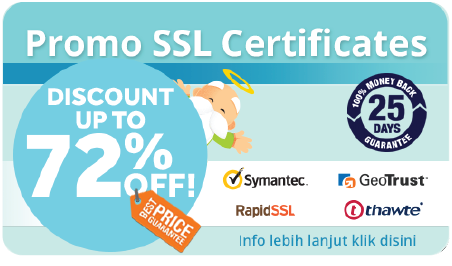 Promo SSL Certificates
DISCOUNT
UP TO
72%
OFF!
BEST
PRICE
GUARANTEE
100% MONEY BACK
25
DAYS
GUARANTEE
Symantec.
GeoTrust
RapidSSL
thawte
Info lebih lanjut klik disini